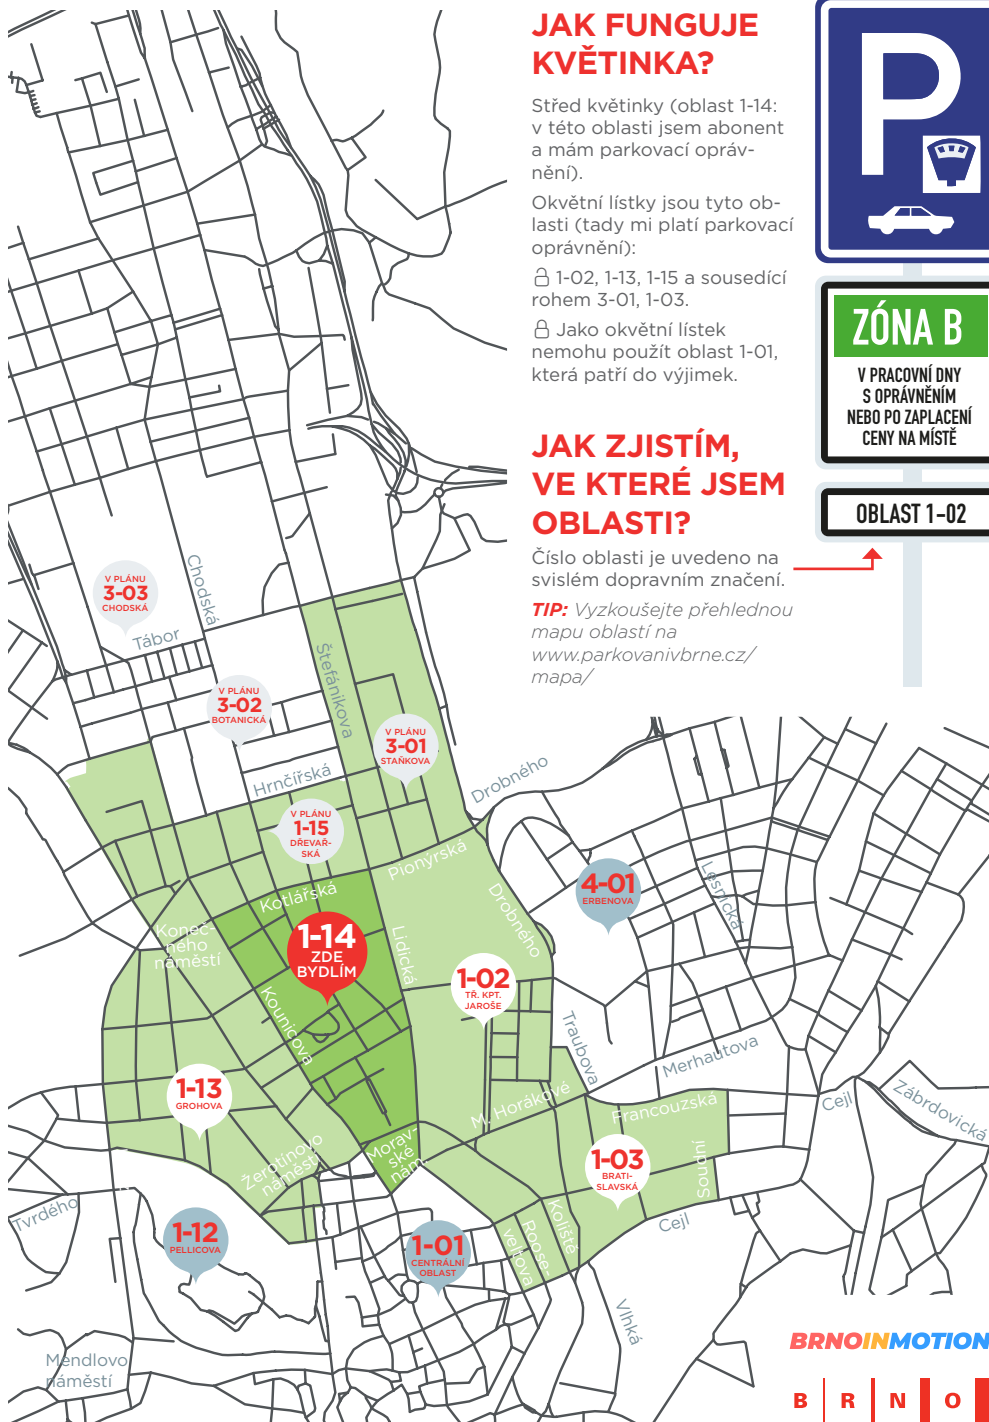 JAK FUNGUJE
KVĚTINKA?
Střed květinky (oblast 1-14:
v této oblasti jsem abonent
a mám parkovací opráv-
nění).
Okvětní lístky jsou tyto ob-
lasti (tady mi platí parkovací
oprávnění):
1-02, 1-13, 1-15 a sousedící
rohem 3-01, 1-03.
Jako okvětní lístek
nemohu použít oblast 1-01,
která patří do výjimek.
JAK ZJISTÍM,
VE KTERÉ JSEM
OBLASTI?
Číslo oblasti je uvedeno na
svislém dopravním značení.
TIP: Vyzkoušejte přehlednou
mapu oblastí na
www.parkovanivbrne.cz/
mapa/
P
ZÓNA B
V PRACOVNÍ DNY
S OPRÁVNĚNÍM
NEBO PO ZAPLACENÍ
CENY NA MÍSTĚ
OBLAST 1-02
V PLÁNU
3-03
CHODSKÁ
Chodská
Tábor
V PLÁNU
3-02
BOTANICKÁ
Štefánikova
V PLÁNU
3-01
STAŇKOVA
Hrnčířská
Drobného
V PLÁNU
1-15
DŘEVAŘ-
SKÁ
Pionýrská
Kotlářská
Drobného
4-01
ERBENOVA
Lesnická
Koneč-
ného
náměstí
1-14
ZDE
BYDLÍM
Lidická
1-02
TŘ. KPT.
JAROŠE
Kounicova
Traubova
Merhautova
1-13
GROHOVA
M. Horákové
Francouzská
Cejl
Zábrdovická
Žerotínovo
náměstí
Morav-
ské
nám.
1-03
BRATI-
SLAVSKÁ
Soudní
Tvrdého
1-12
PELLICOVA
1-01
CENTRÁLNÍ
OBLAST
Roose-
veltova
Koliště
Cejl
Vlhká
Mendlovo
náměstí
BRNOINMOTION
B R N O